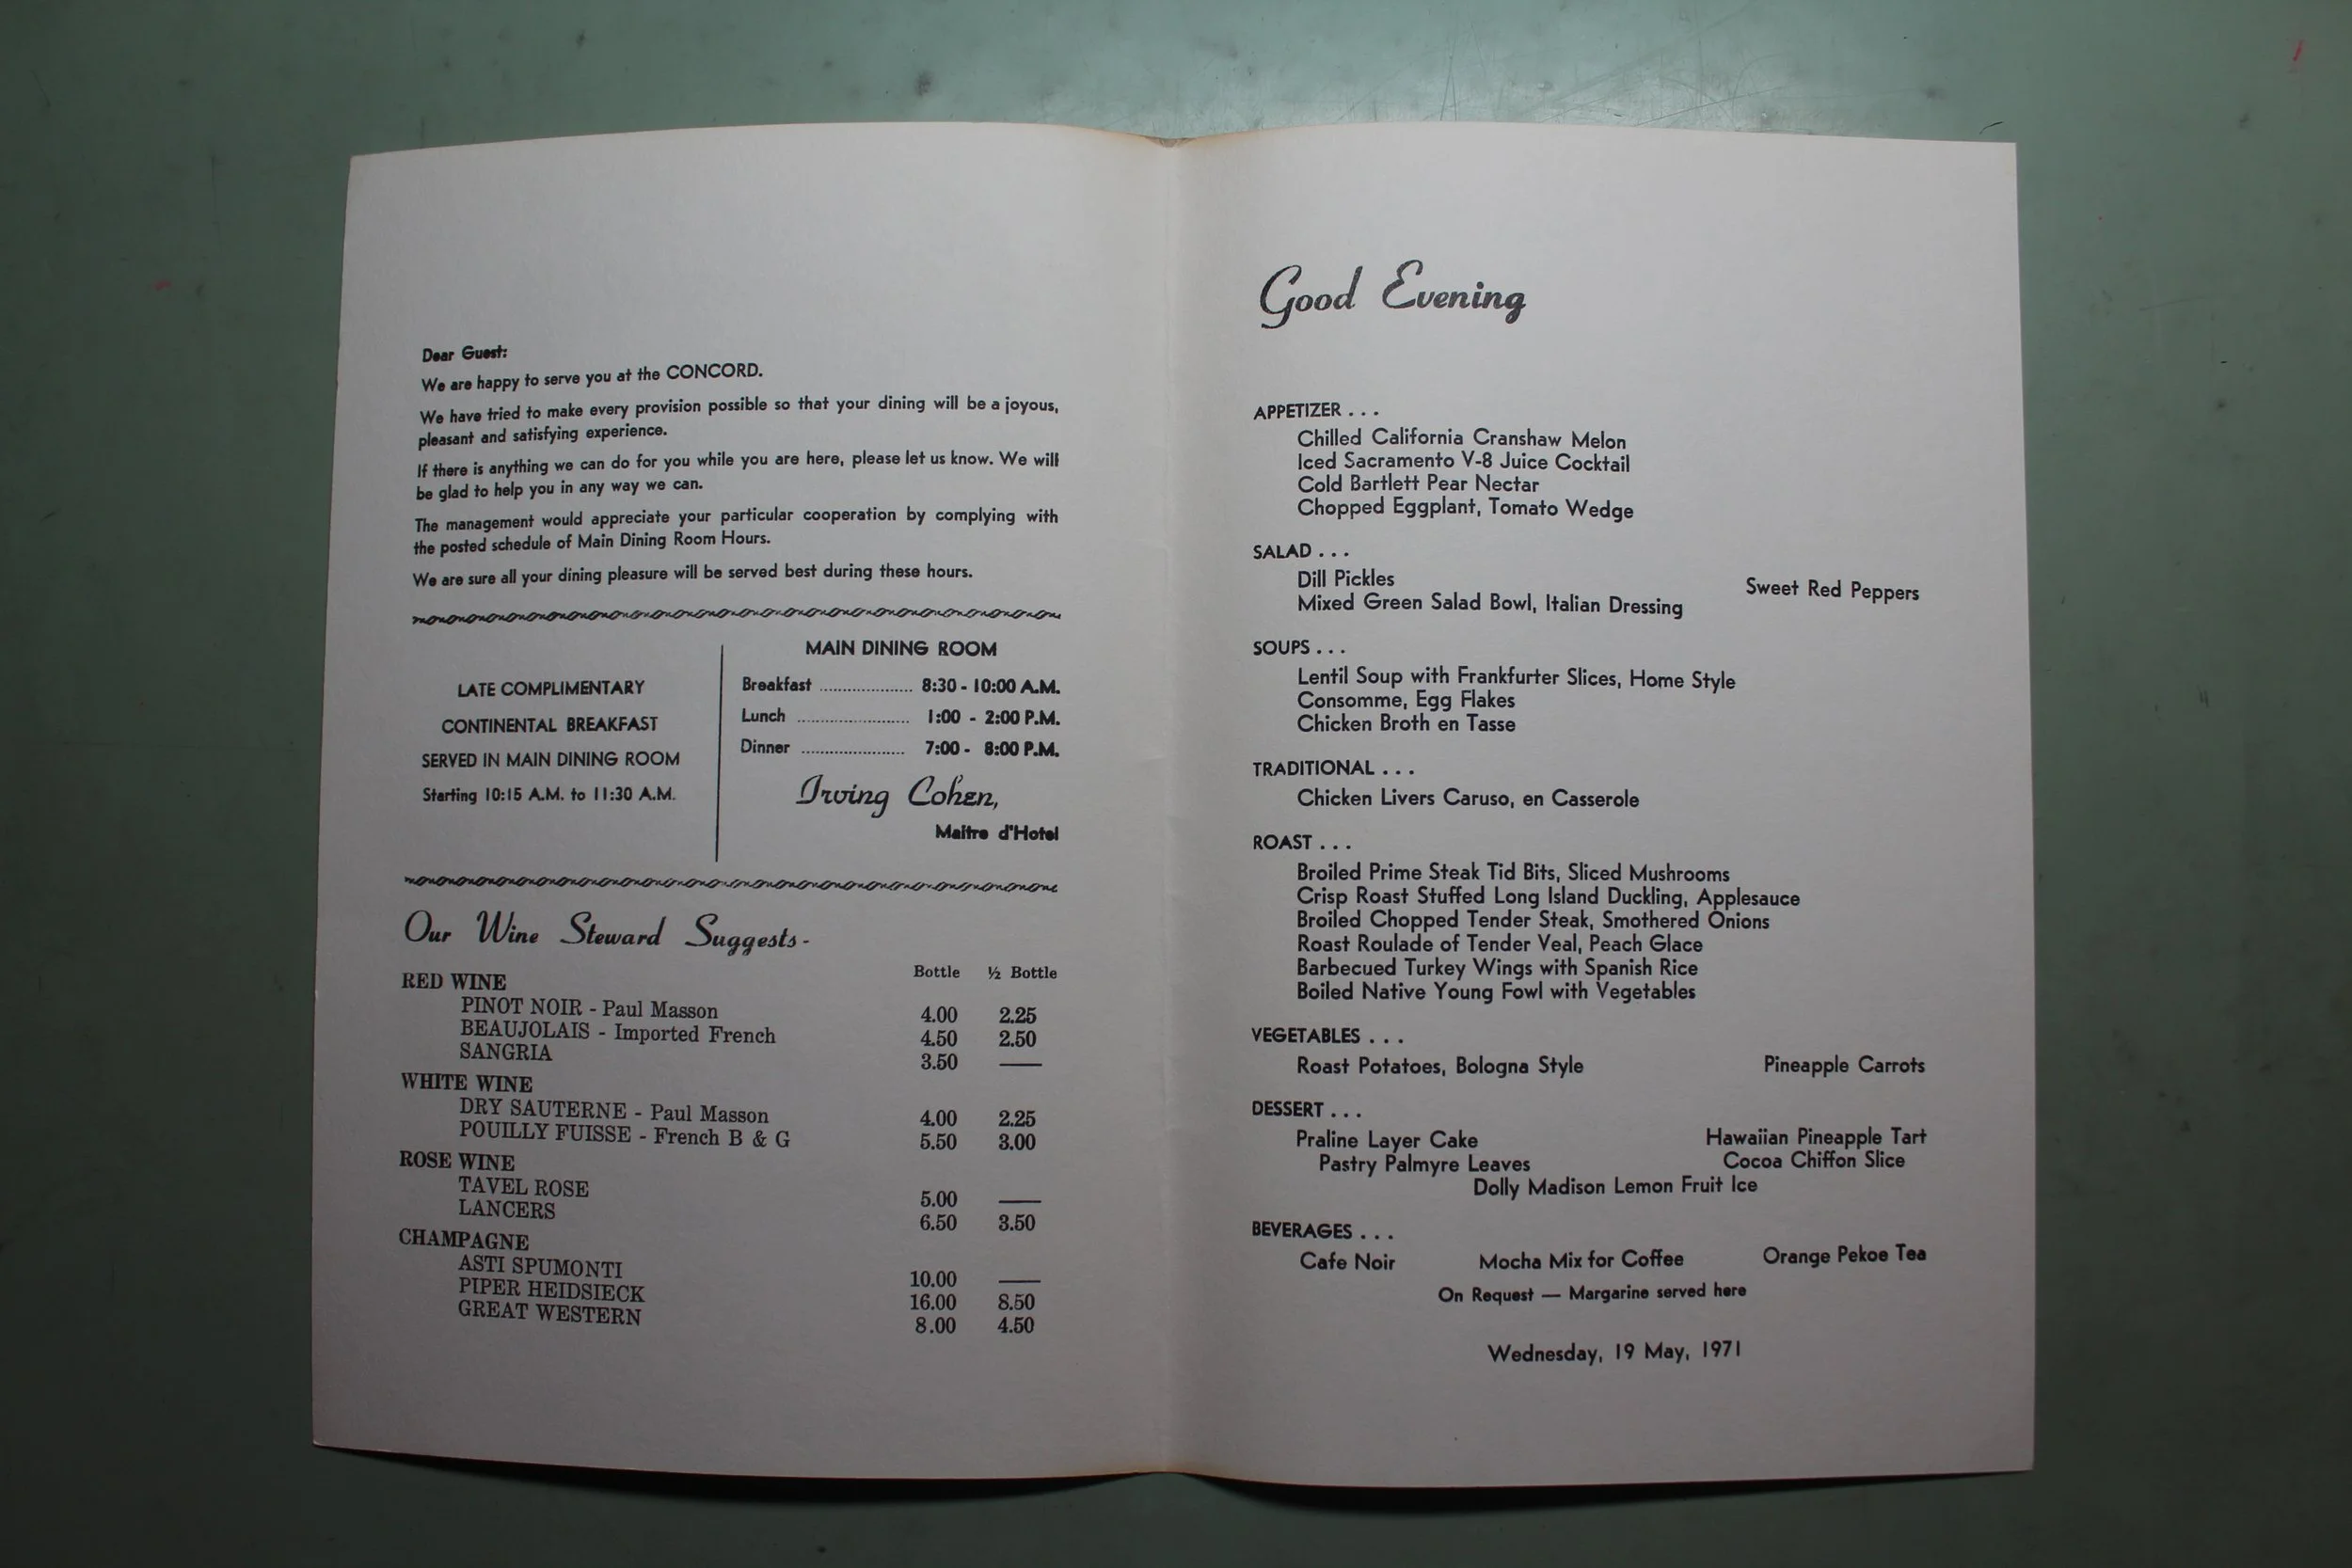 Dear Guest:
We are happy to serve you at the CONCORD.
We have tried to make every provision possible so that your dining will be a joyous,
pleasant and satisfying experience.
If there is anything we can do for you while you are here, please let us know. We will
be glad to help you in any way we can.
The management would appreciate your particular cooperation by complying with
the posted schedule of Main Dining Room Hours.
We are sure all your dining pleasure will be served best during these hours.
LATE COMPLIMENTARY
CONTINENTAL BREAKFAST
SERVED IN MAIN DINING ROOM
Starting 10:15 A.M. to 11:30 A.M.
MAIN DINING ROOM
Breakfast .................... 8:30 - 10:00 A.M.
Lunch ......................... 1:00 - 2:00 P.M.
Dinner ....................... 7:00 - 8:00 P.M.
Irving Cohen,
Maitre d'Hotel
Our Wine Steward Suggests -
Bottle ½ Bottle
RED WINE
PINOT NOIR - Paul Masson 4.00 2.25
BEAUJOLAIS - Imported French 4.50 2.50
SANGRIA 3.50 ——
WHITE WINE
DRY SAUTERNE - Paul Masson 4.00 2.25
POUILLY FUISSE - French B & G 5.50 3.00
ROSE WINE
TAVEL ROSE 5.00 ——
LANCERS 6.50 3.50
CHAMPAGNE
ASTI SPUMONTI 10.00 ——
PIPER HEIDSIECK 16.00 8.50
GREAT WESTERN 8.00 4.50
Good Evening
APPETIZER . . .
Chilled California Cranshaw Melon
Iced Sacramento V-8 Juice Cocktail
Cold Bartlett Pear Nectar
Chopped Eggplant, Tomato Wedge
SALAD . . .
Dill Pickles Sweet Red Peppers
Mixed Green Salad Bowl, Italian Dressing
SOUPS . . .
Lentil Soup with Frankfurter Slices, Home Style
Consomme, Egg Flakes
Chicken Broth en Tasse
TRADITIONAL . . .
Chicken Livers Caruso, en Casserole
ROAST . . .
Broiled Prime Steak Tid Bits, Sliced Mushrooms
Crisp Roast Stuffed Long Island Duckling, Applesauce
Broiled Chopped Tender Steak, Smothered Onions
Roast Roulade of Tender Veal, Peach Glace
Barbecued Turkey Wings with Spanish Rice
Boiled Native Young Fowl with Vegetables
VEGETABLES . . .
Roast Potatoes, Bologna Style Pineapple Carrots
DESSERT . . .
Praline Layer Cake Hawaiian Pineapple Tart
Pastry Palmyre Leaves Cocoa Chiffon Slice
Dolly Madison Lemon Fruit Ice
BEVERAGES . . .
Cafe Noir Mocha Mix for Coffee Orange Pekoe Tea
On Request — Margarine served here
Wednesday, 19 May, 1971